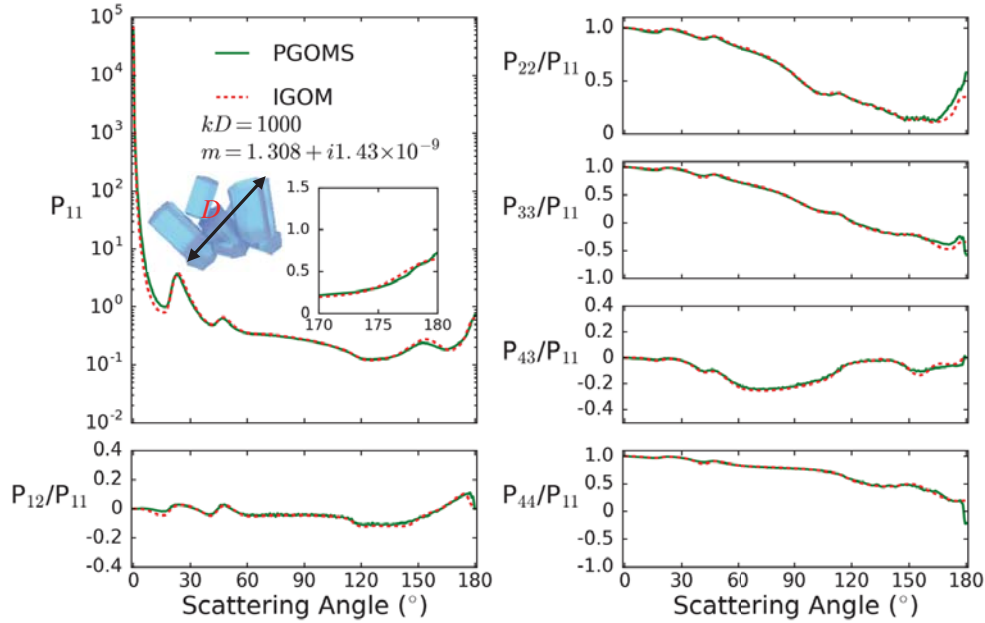 P₁₁
10⁵
10⁴
10³
10²
10¹
10⁰
10⁻¹
10⁻²
PGOMS
IGOM
kD = 1000
m = 1.308 + i1.43×10⁻⁹
D
1.5
1.0
0.5
0.0
170 175 180
P₁₂/P₁₁
0.4
0.2
0
-0.2
-0.4
0 30 60 90 120 150 180
Scattering Angle (°)
P₂₂/P₁₁
1.0
0.5
0
P₃₃/P₁₁
1.0
0.5
0
-0.5
-1.0
P₄₃/P₁₁
0.4
0.2
0
-0.2
-0.4
P₄₄/P₁₁
1.0
0.5
0
-0.5
-1.0
0 30 60 90 120 150 180
Scattering Angle (°)